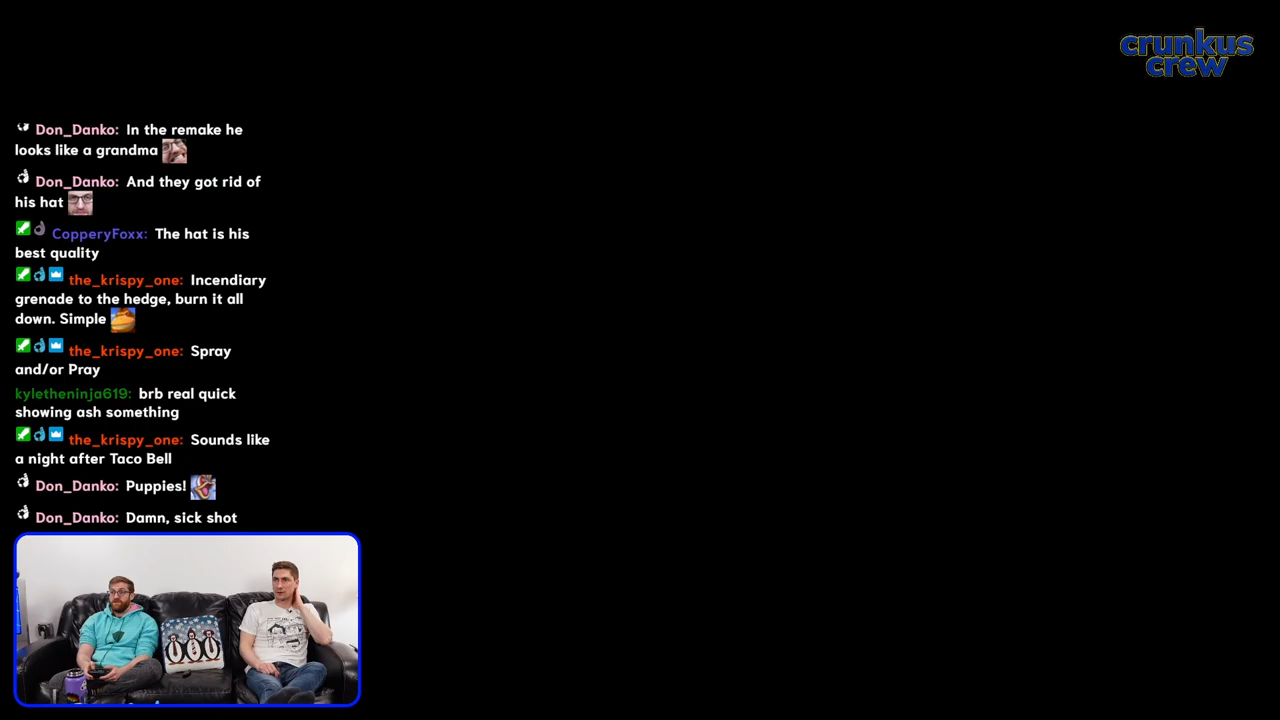 crunkus
crew
Don_Danko: In the remake he
looks like a grandma
Don_Danko: And they got rid of
his hat
CopperyFoxx: The hat is his
best quality
the_krispy_one: Incendiary
grenade to the hedge, burn it all
down. Simple
the_krispy_one: Spray
and/or Pray
kyletheninja619: brb real quick
showing ash something
the_krispy_one: Sounds like
a night after Taco Bell
Don_Danko: Puppies!
Don_Danko: Damn, sick shot